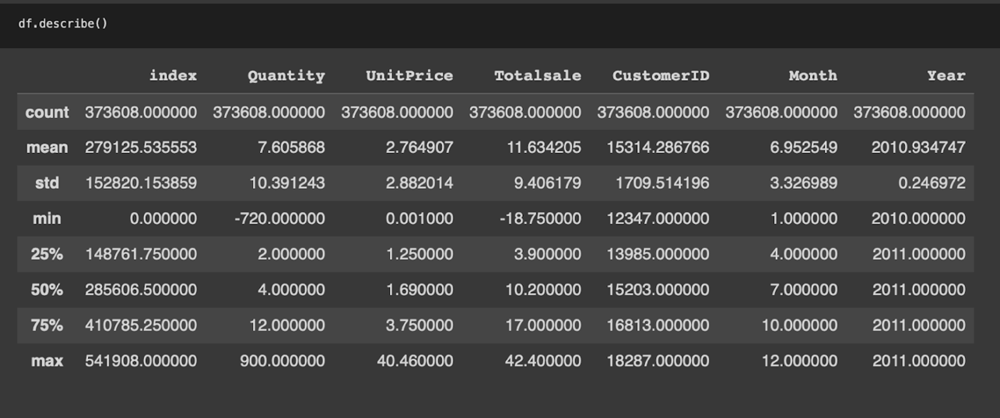 df.describe()
index Quantity UnitPrice Totalsale CustomerID Month Year
count 373608.000000 373608.000000 373608.000000 373608.000000 373608.000000 373608.000000 373608.000000
mean 279125.535553 7.605868 2.764907 11.634205 15314.286766 6.952549 2010.934747
std 152820.153859 10.391243 2.882014 9.406179 1709.514196 3.326989 0.246972
min 0.000000 -720.000000 0.001000 -18.750000 12347.000000 1.000000 2010.000000
25% 148761.750000 2.000000 1.250000 3.900000 13985.000000 4.000000 2011.000000
50% 285606.500000 4.000000 1.690000 10.200000 15203.000000 7.000000 2011.000000
75% 410785.250000 12.000000 3.750000 17.000000 16813.000000 10.000000 2011.000000
max 541908.000000 900.000000 40.460000 42.400000 18287.000000 12.000000 2011.000000